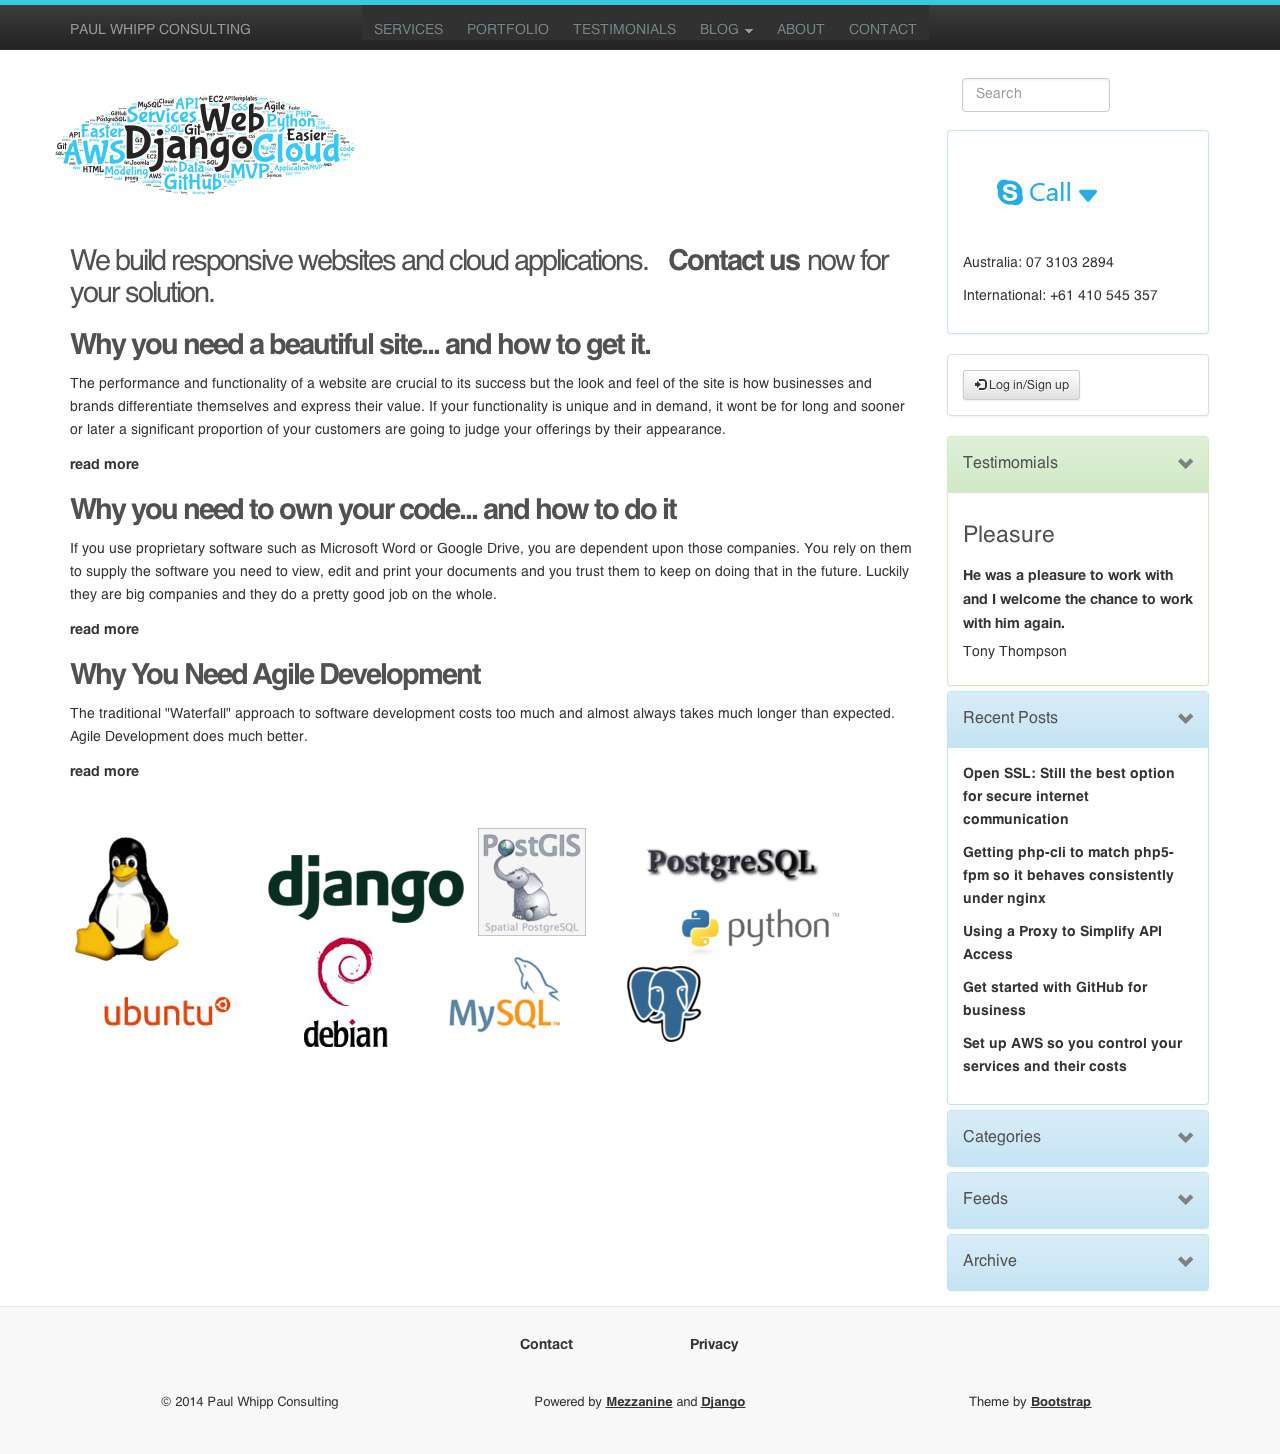 PAUL WHIPP CONSULTING
SERVICES PORTFOLIO TESTIMONIALS BLOG ABOUT CONTACT
Search
Web Django Cloud AWS Services API Python Faster Easier Git GitHub MVP Data Modeling HTML SQL MySQL EC2 Agile
Call
Australia: 07 3103 2894
International: +61 410 545 357
Log in/Sign up
We build responsive websites and cloud applications. Contact us now for
your solution.
Why you need a beautiful site... and how to get it.
The performance and functionality of a website are crucial to its success but the look and feel of the site is how businesses and
brands differentiate themselves and express their value. If your functionality is unique and in demand, it wont be for long and sooner
or later a significant proportion of your customers are going to judge your offerings by their appearance.
read more
Why you need to own your code... and how to do it
If you use proprietary software such as Microsoft Word or Google Drive, you are dependent upon those companies. You rely on them
to supply the software you need to view, edit and print your documents and you trust them to keep on doing that in the future. Luckily
they are big companies and they do a pretty good job on the whole.
read more
Why You Need Agile Development
The traditional "Waterfall" approach to software development costs too much and almost always takes much longer than expected.
Agile Development does much better.
read more
django
PostGIS
Spatial PostgreSQL
PostgreSQL
python™
ubuntu
debian
MySQL™
Testimomials
Pleasure
He was a pleasure to work with
and I welcome the chance to work
with him again.
Tony Thompson
Recent Posts
Open SSL: Still the best option
for secure internet
communication
Getting php-cli to match php5-
fpm so it behaves consistently
under nginx
Using a Proxy to Simplify API
Access
Get started with GitHub for
business
Set up AWS so you control your
services and their costs
Categories
Feeds
Archive
Contact Privacy
© 2014 Paul Whipp Consulting
Powered by Mezzanine and Django
Theme by Bootstrap